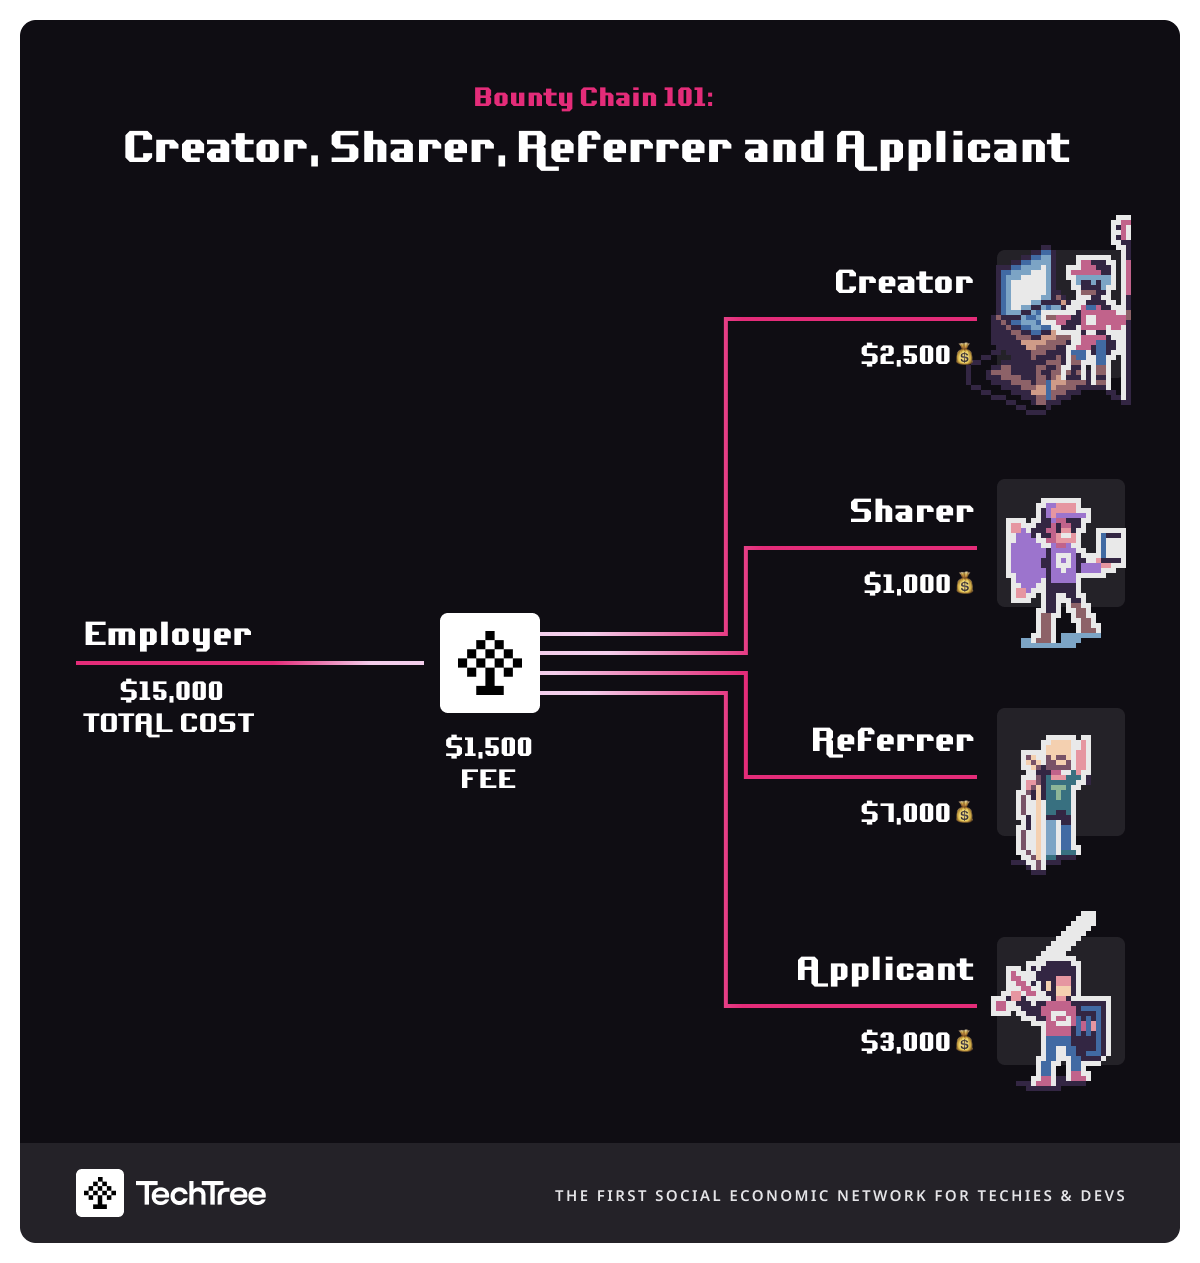 Bounty Chain 101:
Creator, Sharer, Referrer and Applicant
Creator
$2,500
Sharer
$1,000
Employer
$15,000
TOTAL COST
$1,500
FEE
Referrer
$7,000
Applicant
$3,000
TechTree
THE FIRST SOCIAL ECONOMIC NETWORK FOR TECHIES & DEVS